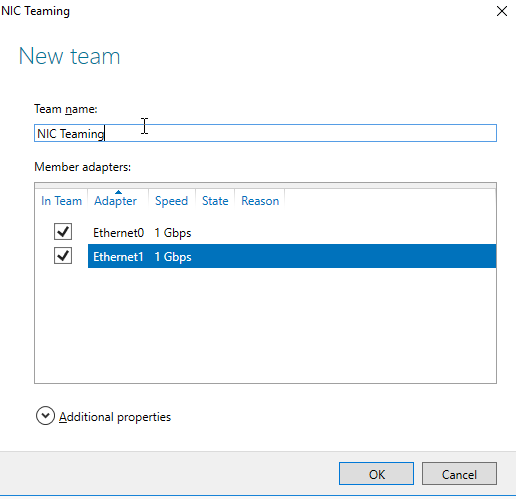 NIC Teaming
New team
Team name:
NIC Teaming
Member adapters:
In Team Adapter Speed State Reason
Ethernet0 1 Gbps
Ethernet1 1 Gbps
Additional properties
OK Cancel